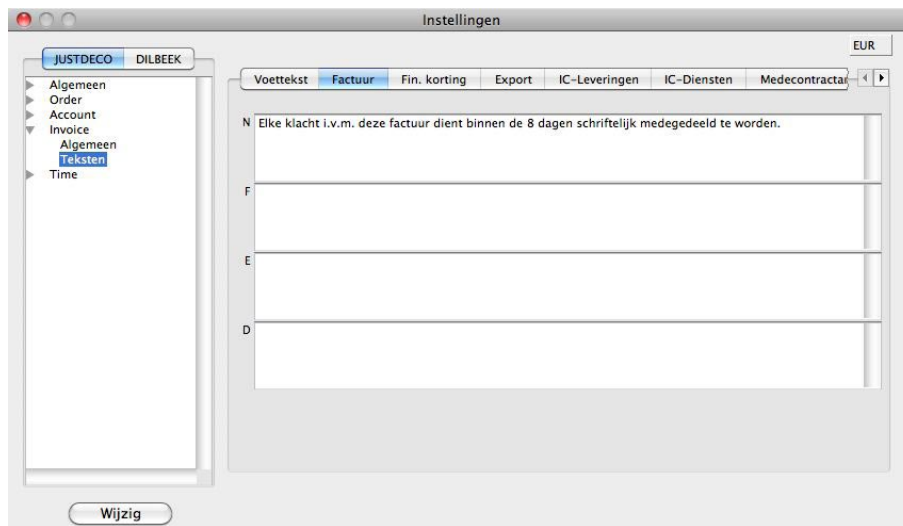 Instellingen
EUR
JUSTDECO DILBEEK
Algemeen
Order
Account
Invoice
Algemeen
Teksten
Time
Voettekst Factuur Fin. korting Export IC-Leveringen IC-Diensten
N Elke klacht i.v.m. deze factuur dient binnen de 8 dagen schriftelijk medegedeeld te worden.
F
E
D
Wijzig